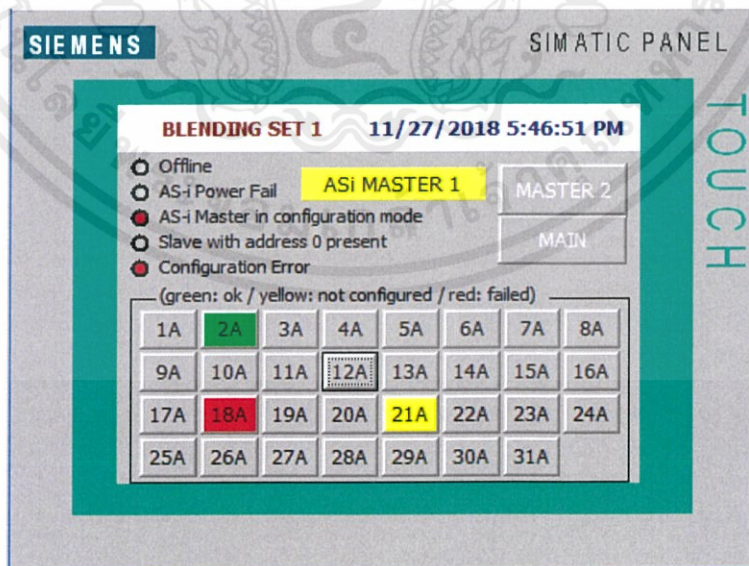 SIEMENS
SIMATIC PANEL
TOUCH
BLENDING SET 1 11/27/2018 5:46:51 PM
Offline
AS-i Power Fail
AS-i Master in configuration mode
Slave with address 0 present
Configuration Error
ASi MASTER 1
MASTER 2
MAIN
(green: ok / yellow: not configured / red: failed)
1A 2A 3A 4A 5A 6A 7A 8A
9A 10A 11A 12A 13A 14A 15A 16A
17A 18A 19A 20A 21A 22A 23A 24A
25A 26A 27A 28A 29A 30A 31A